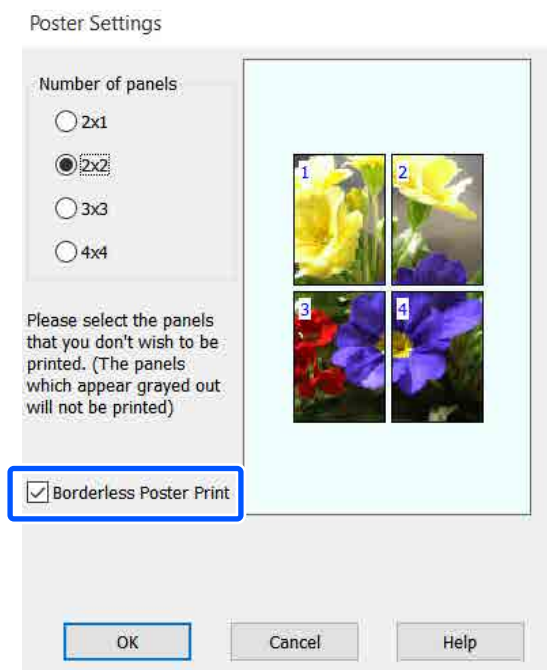 Poster Settings
Number of panels
2x1
2x2
3x3
4x4
1
2
3
4
Please select the panels
that you don't wish to be
printed. (The panels
which appear grayed out
will not be printed)
Borderless Poster Print
OK
Cancel
Help